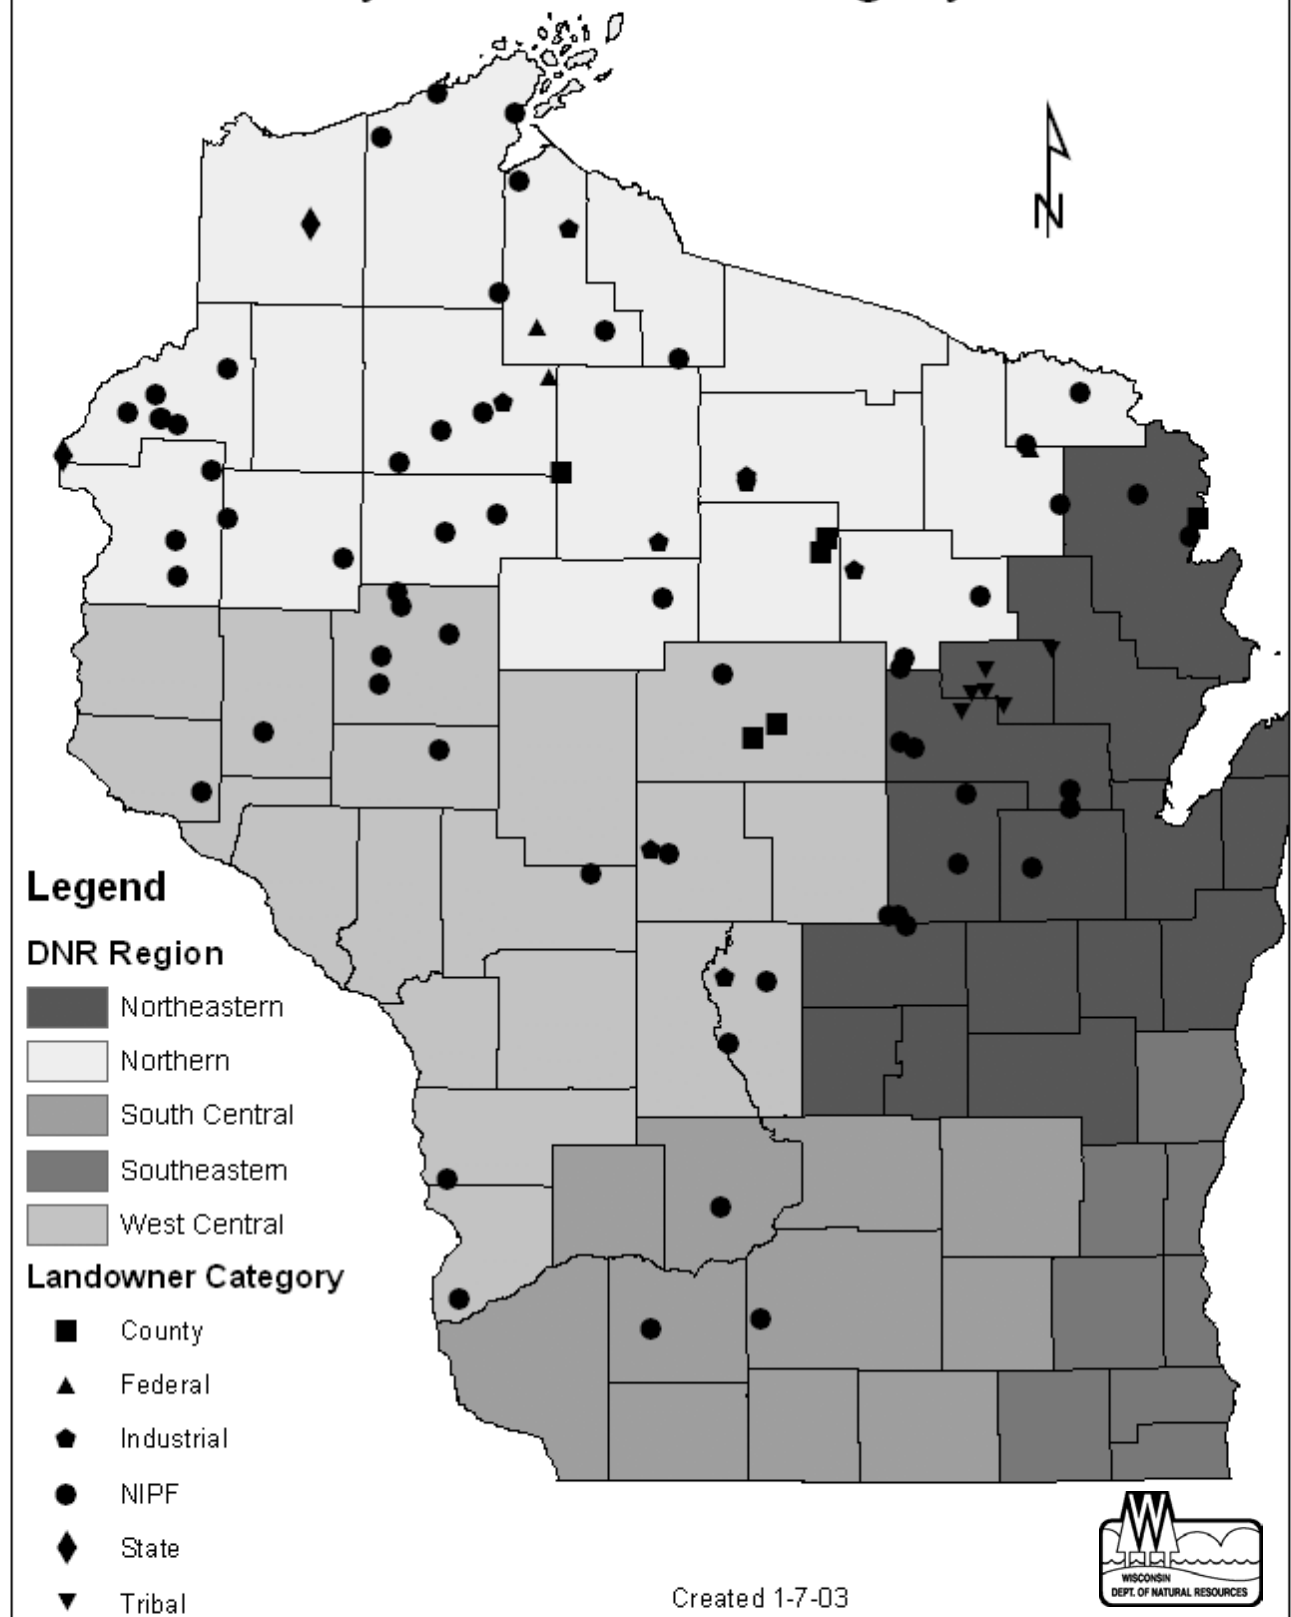 N
Legend
DNR Region
Northeastern
Northern
South Central
Southeastern
West Central
Landowner Category
County
Federal
Industrial
NIPF
State
Tribal
Created 1-7-03
W
WISCONSIN
DEPT. OF NATURAL RESOURCES